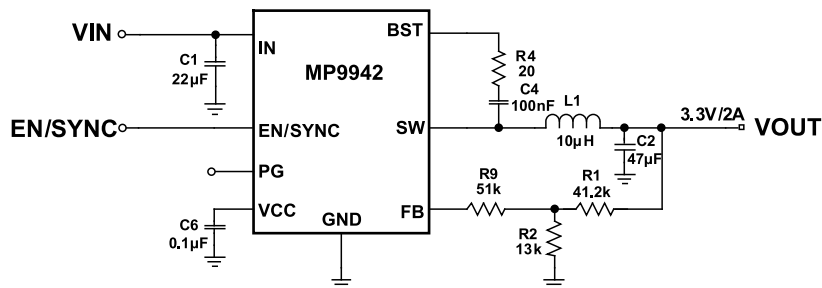 VIN
C1
22µF
IN
BST
MP9942
R4
20
C4
100nF
L1
10µH
3.3V/2A
VOUT
EN/SYNC
EN/SYNC
SW
C2
47µF
PG
R9
51k
R1
41.2k
VCC
GND
FB
C6
0.1µF
R2
13k